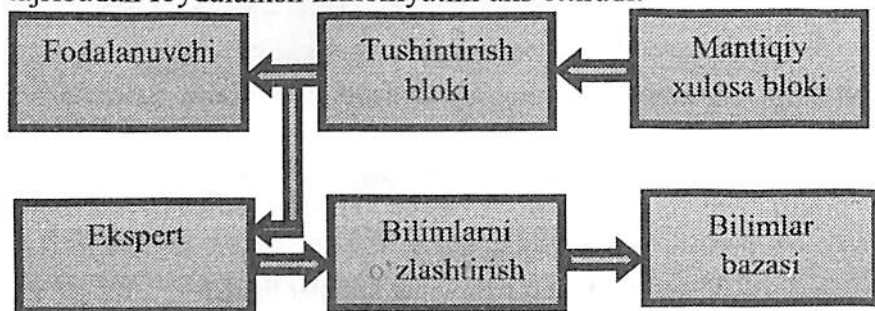 Fodalanuvchi
Tushintirish
bloki
Mantiqiy
xulosa bloki
Ekspert
Bilimlarni
o‘zlashtirish
Bilimlar
bazasi